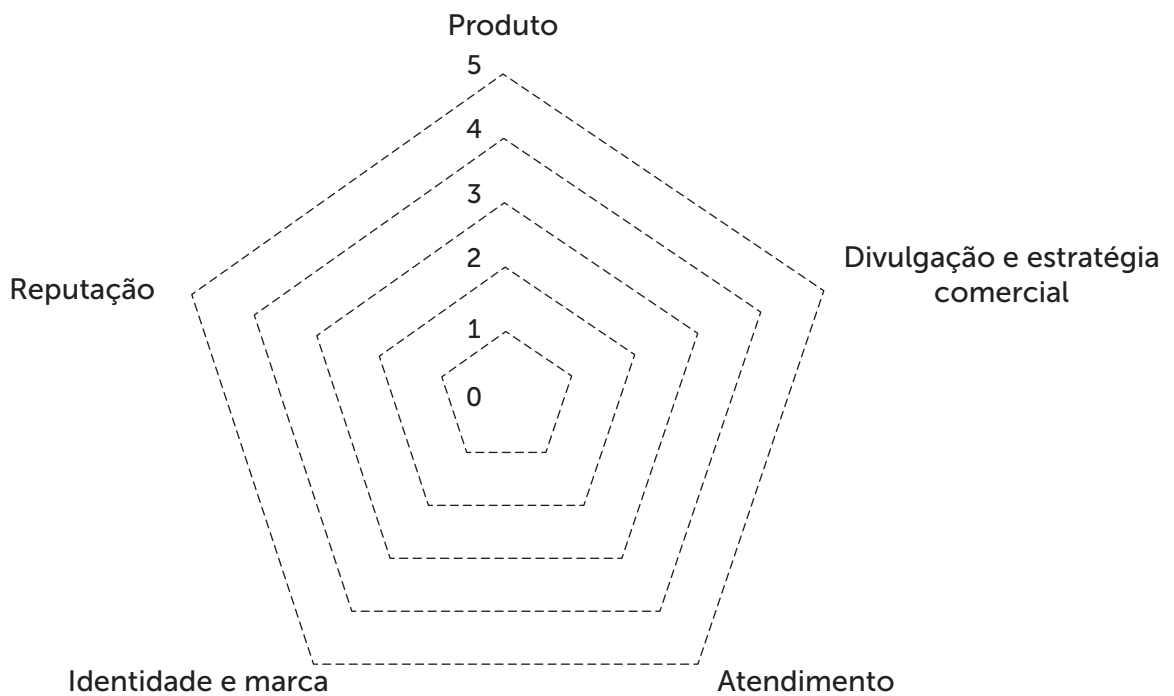 Produto
5
4
3
2
1
0
Divulgação e estratégia
comercial
Reputação
Identidade e marca
Atendimento